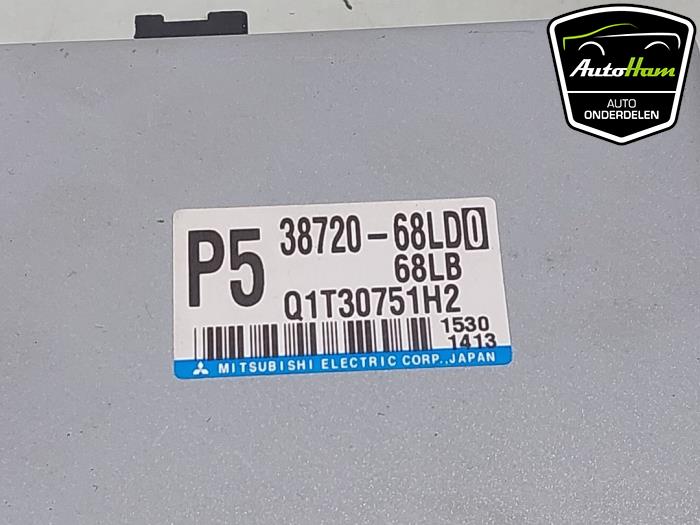 AutoHam
AUTO
ONDERDELEN
P5
38720-68LD0
68LB
Q1T30751H2
1530
1413
MITSUBISHI ELECTRIC CORP., JAPAN